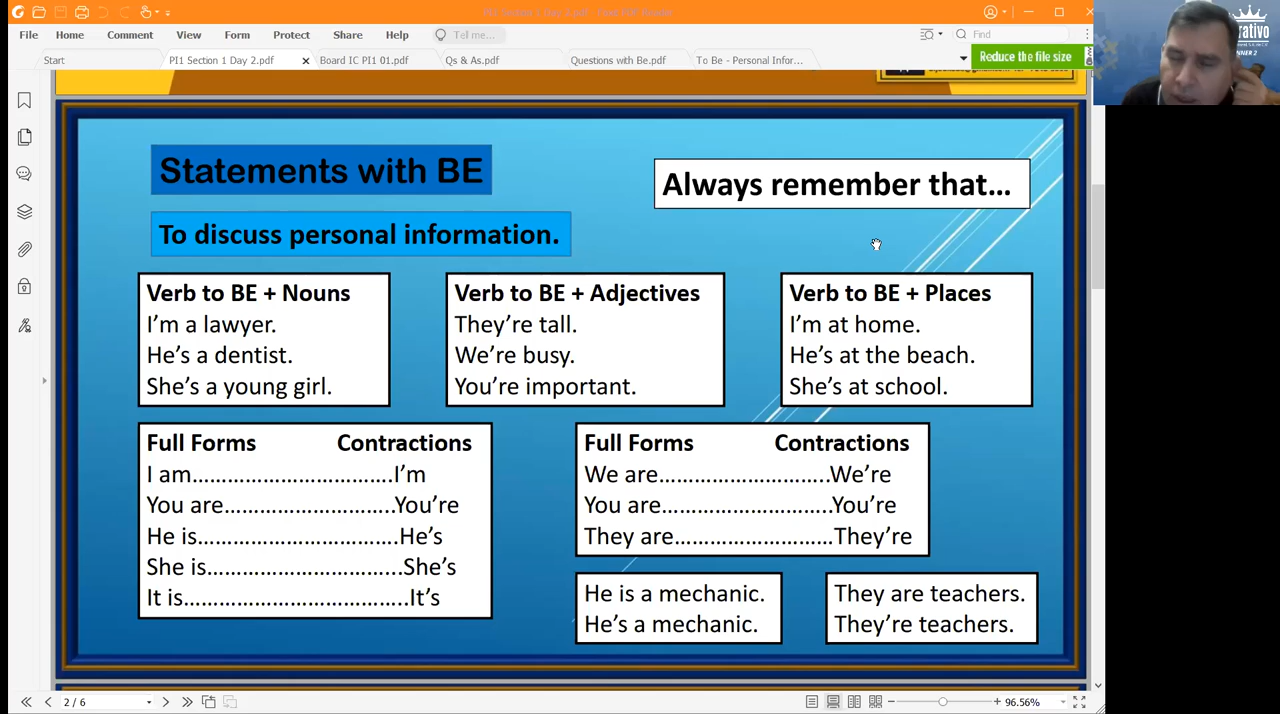 PI1 Section 1 Day 2.pdf - Foxit PDF Reader
File Home Comment View Form Protect Share Help Tell me... Find
Start PI1 Section 1 Day 2.pdf Board IC PI1 01.pdf Qs & As.pdf Questions with Be.pdf To Be - Personal Infor...
Reduce the file size
Statements with BE
Always remember that...
To discuss personal information.
Verb to BE + Nouns
I'm a lawyer.
He's a dentist.
She's a young girl.
Verb to BE + Adjectives
They're tall.
We're busy.
You're important.
Verb to BE + Places
I'm at home.
He's at the beach.
She's at school.
Full Forms Contractions
I am……………………………….I'm
You are…………………………..You're
He is……………………………….He's
She is………………………………She's
It is…………………………………..It's
Full Forms Contractions
We are…………………………..We're
You are…………………………..You're
They are……………………………They're
He is a mechanic.
He's a mechanic.
They are teachers.
They're teachers.
2 / 6
96.56%